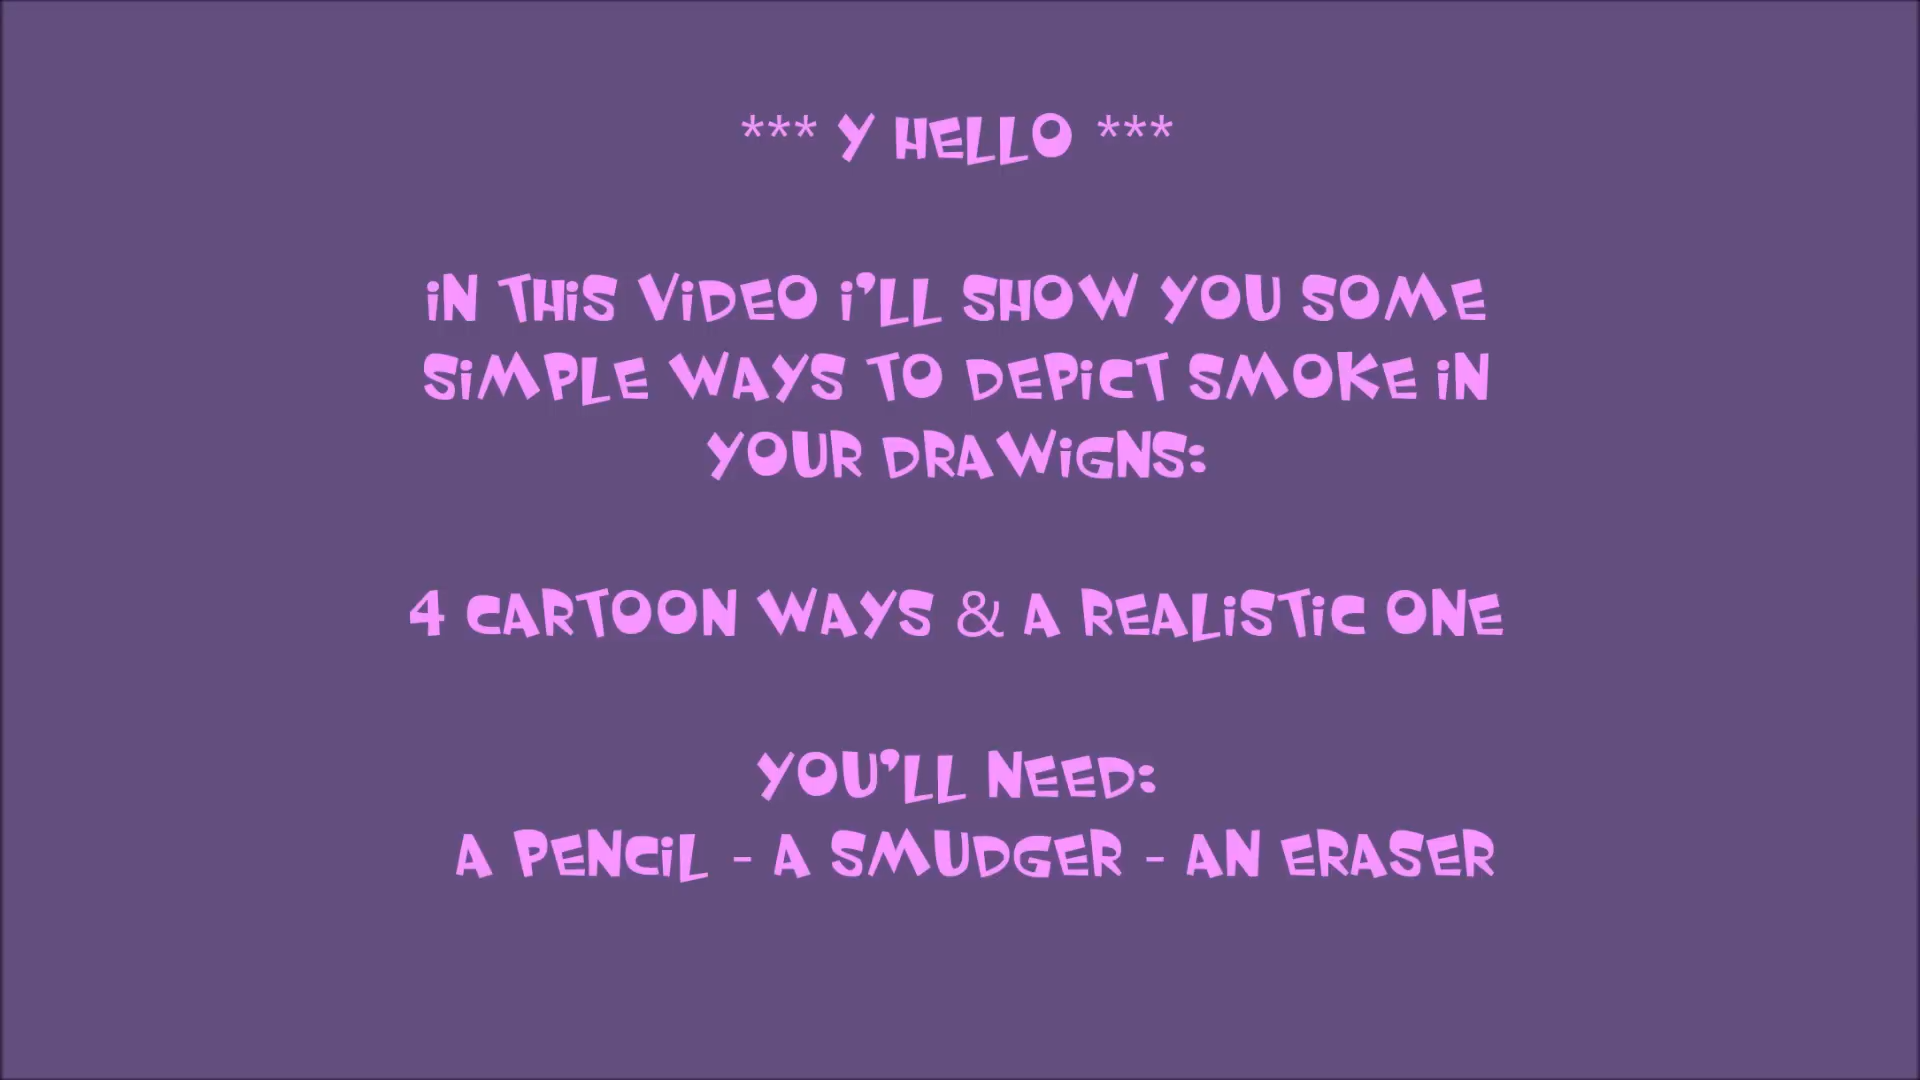 *** Y HELLO ***
iN THiS ViDEO i'LL SHOW YOU SOME
SiMPLE WAYS TO DEPiCT SMOKE iN
YOUR DRAWiGNS:
4 CARTOON WAYS & A REALiSTiC ONE
YOU'LL NEED:
A PENCiL - A SMUDGER - AN ERASER